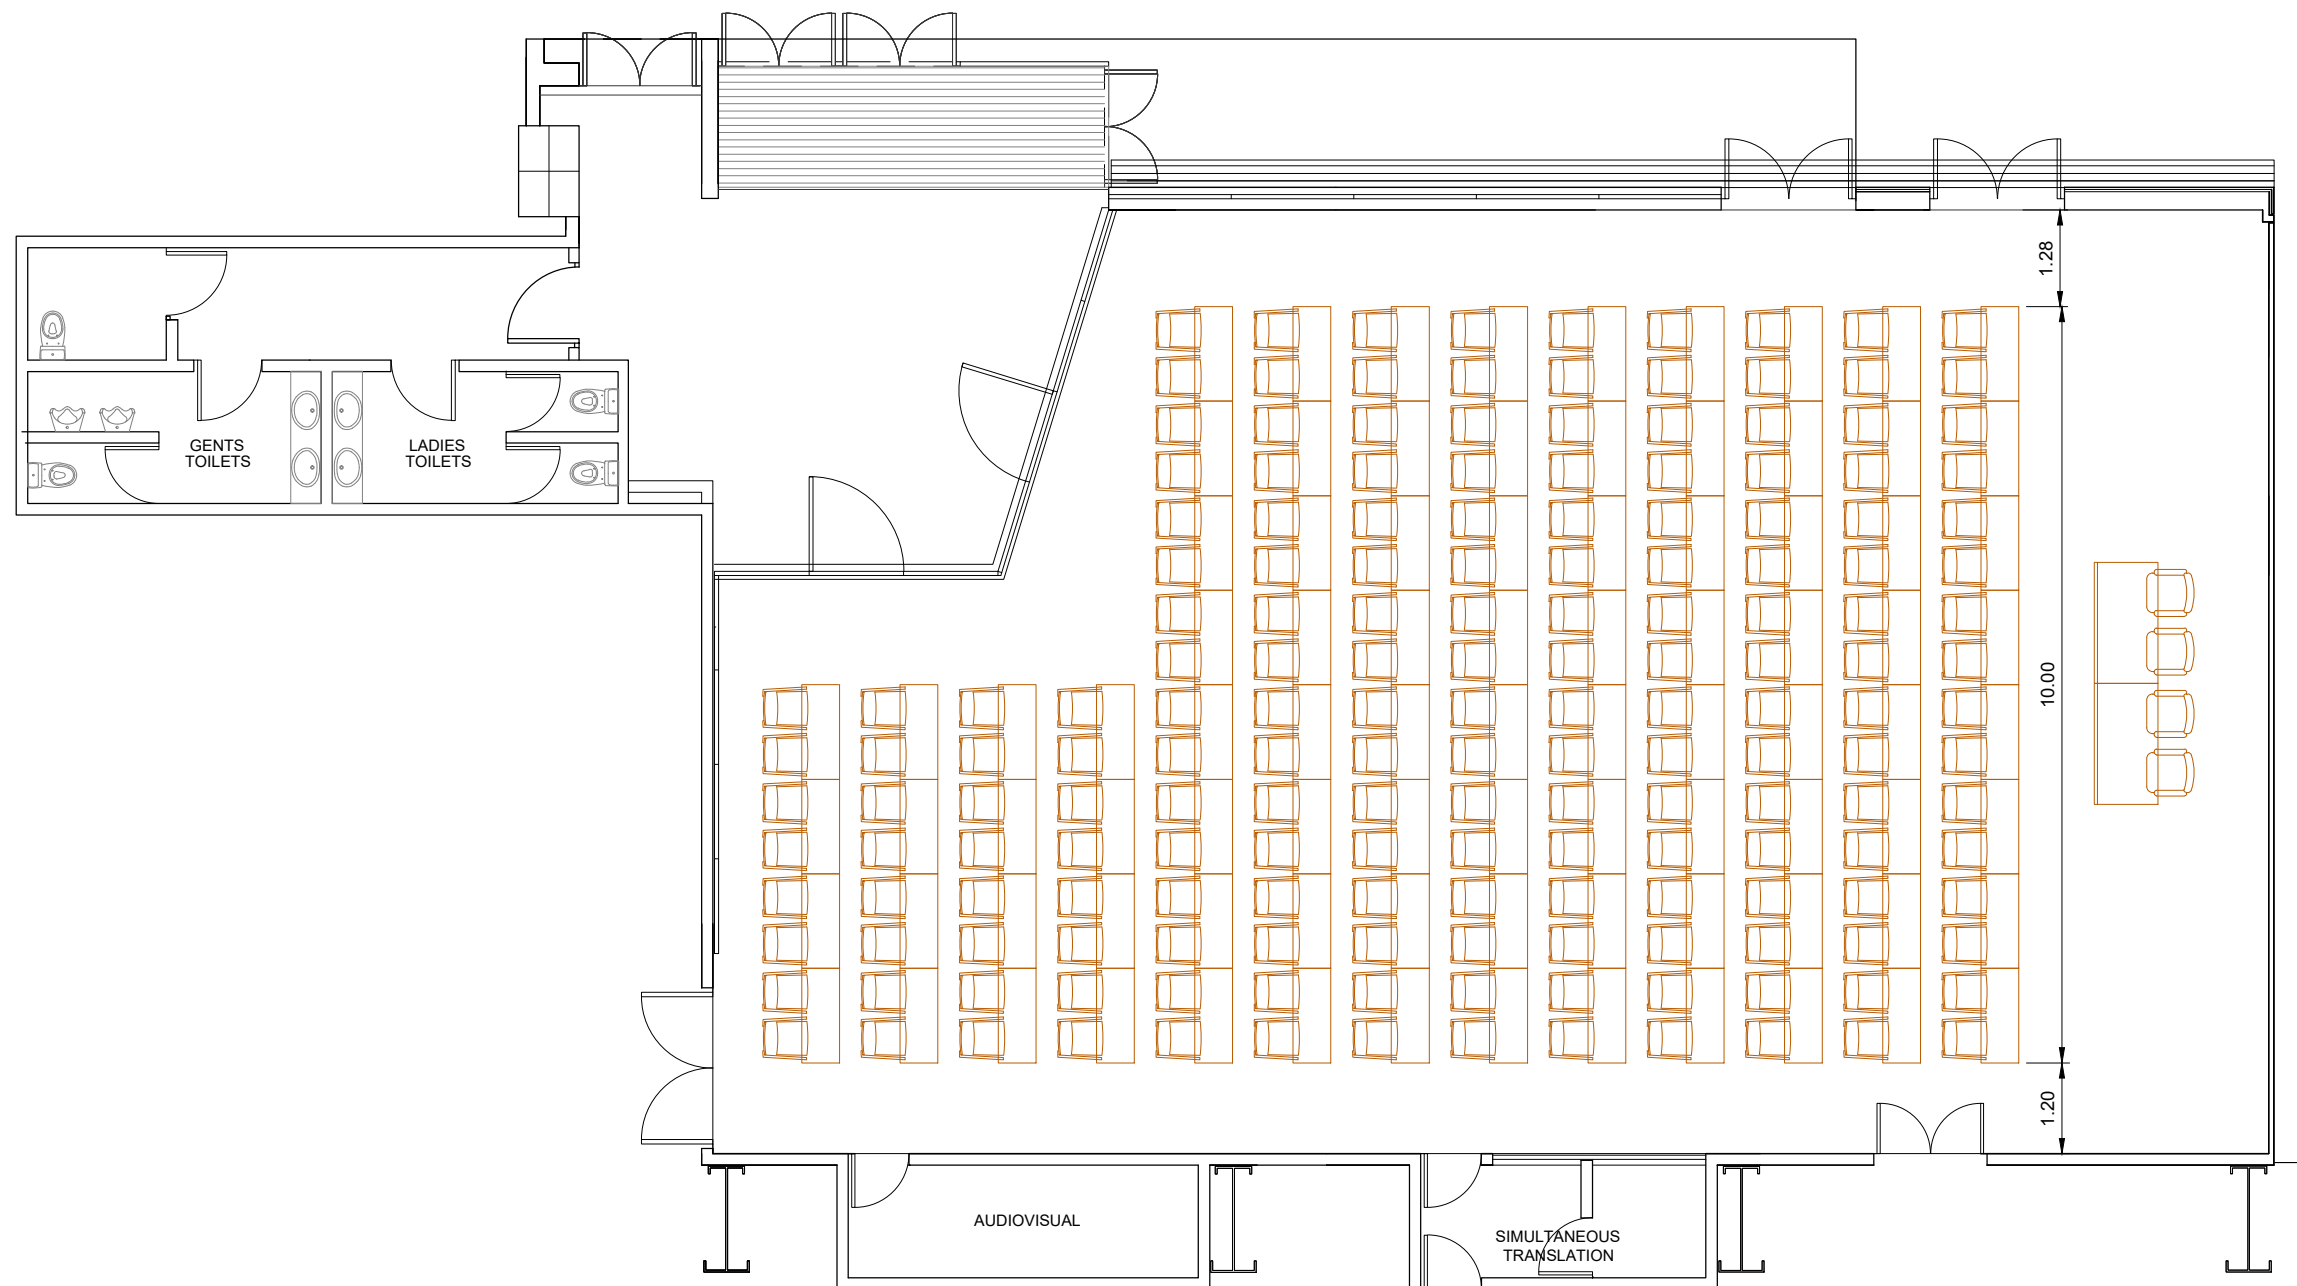 1.28
GENTS
TOILETS
LADIES
TOILETS
10.00
1.20
AUDIOVISUAL
SIMULTANEOUS
TRANSLATION